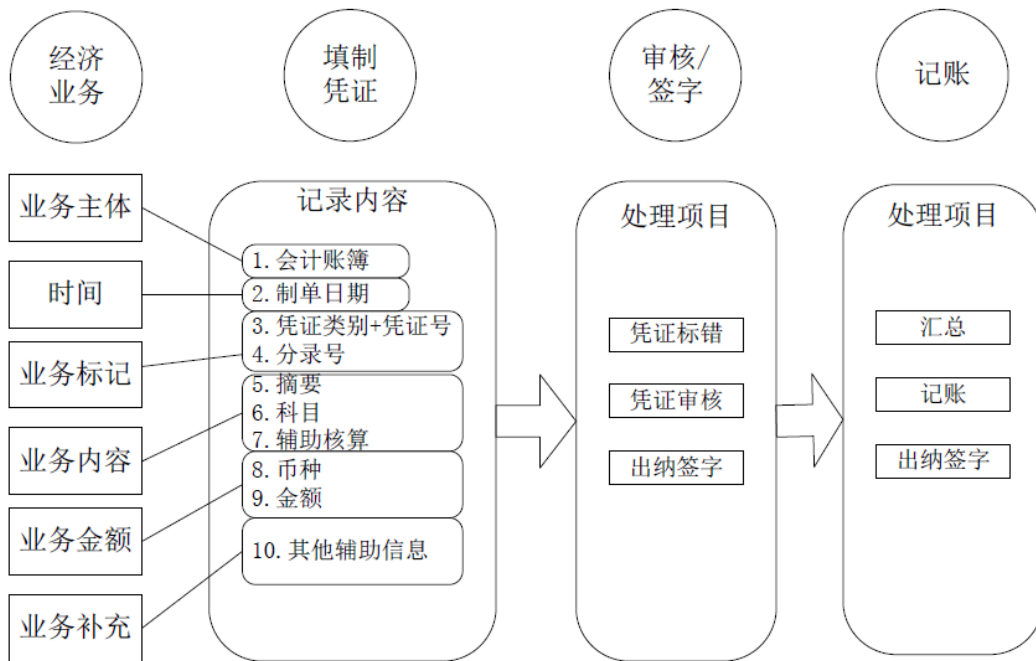 经济
业务
填制
凭证
审核/
签字
记账
业务主体
时间
业务标记
业务内容
业务金额
业务补充
记录内容
1. 会计账簿
2. 制单日期
3. 凭证类别+凭证号
4. 分录号
5. 摘要
6. 科目
7. 辅助核算
8. 币种
9. 金额
10. 其他辅助信息
处理项目
凭证标错
凭证审核
出纳签字
处理项目
汇总
记账
出纳签字